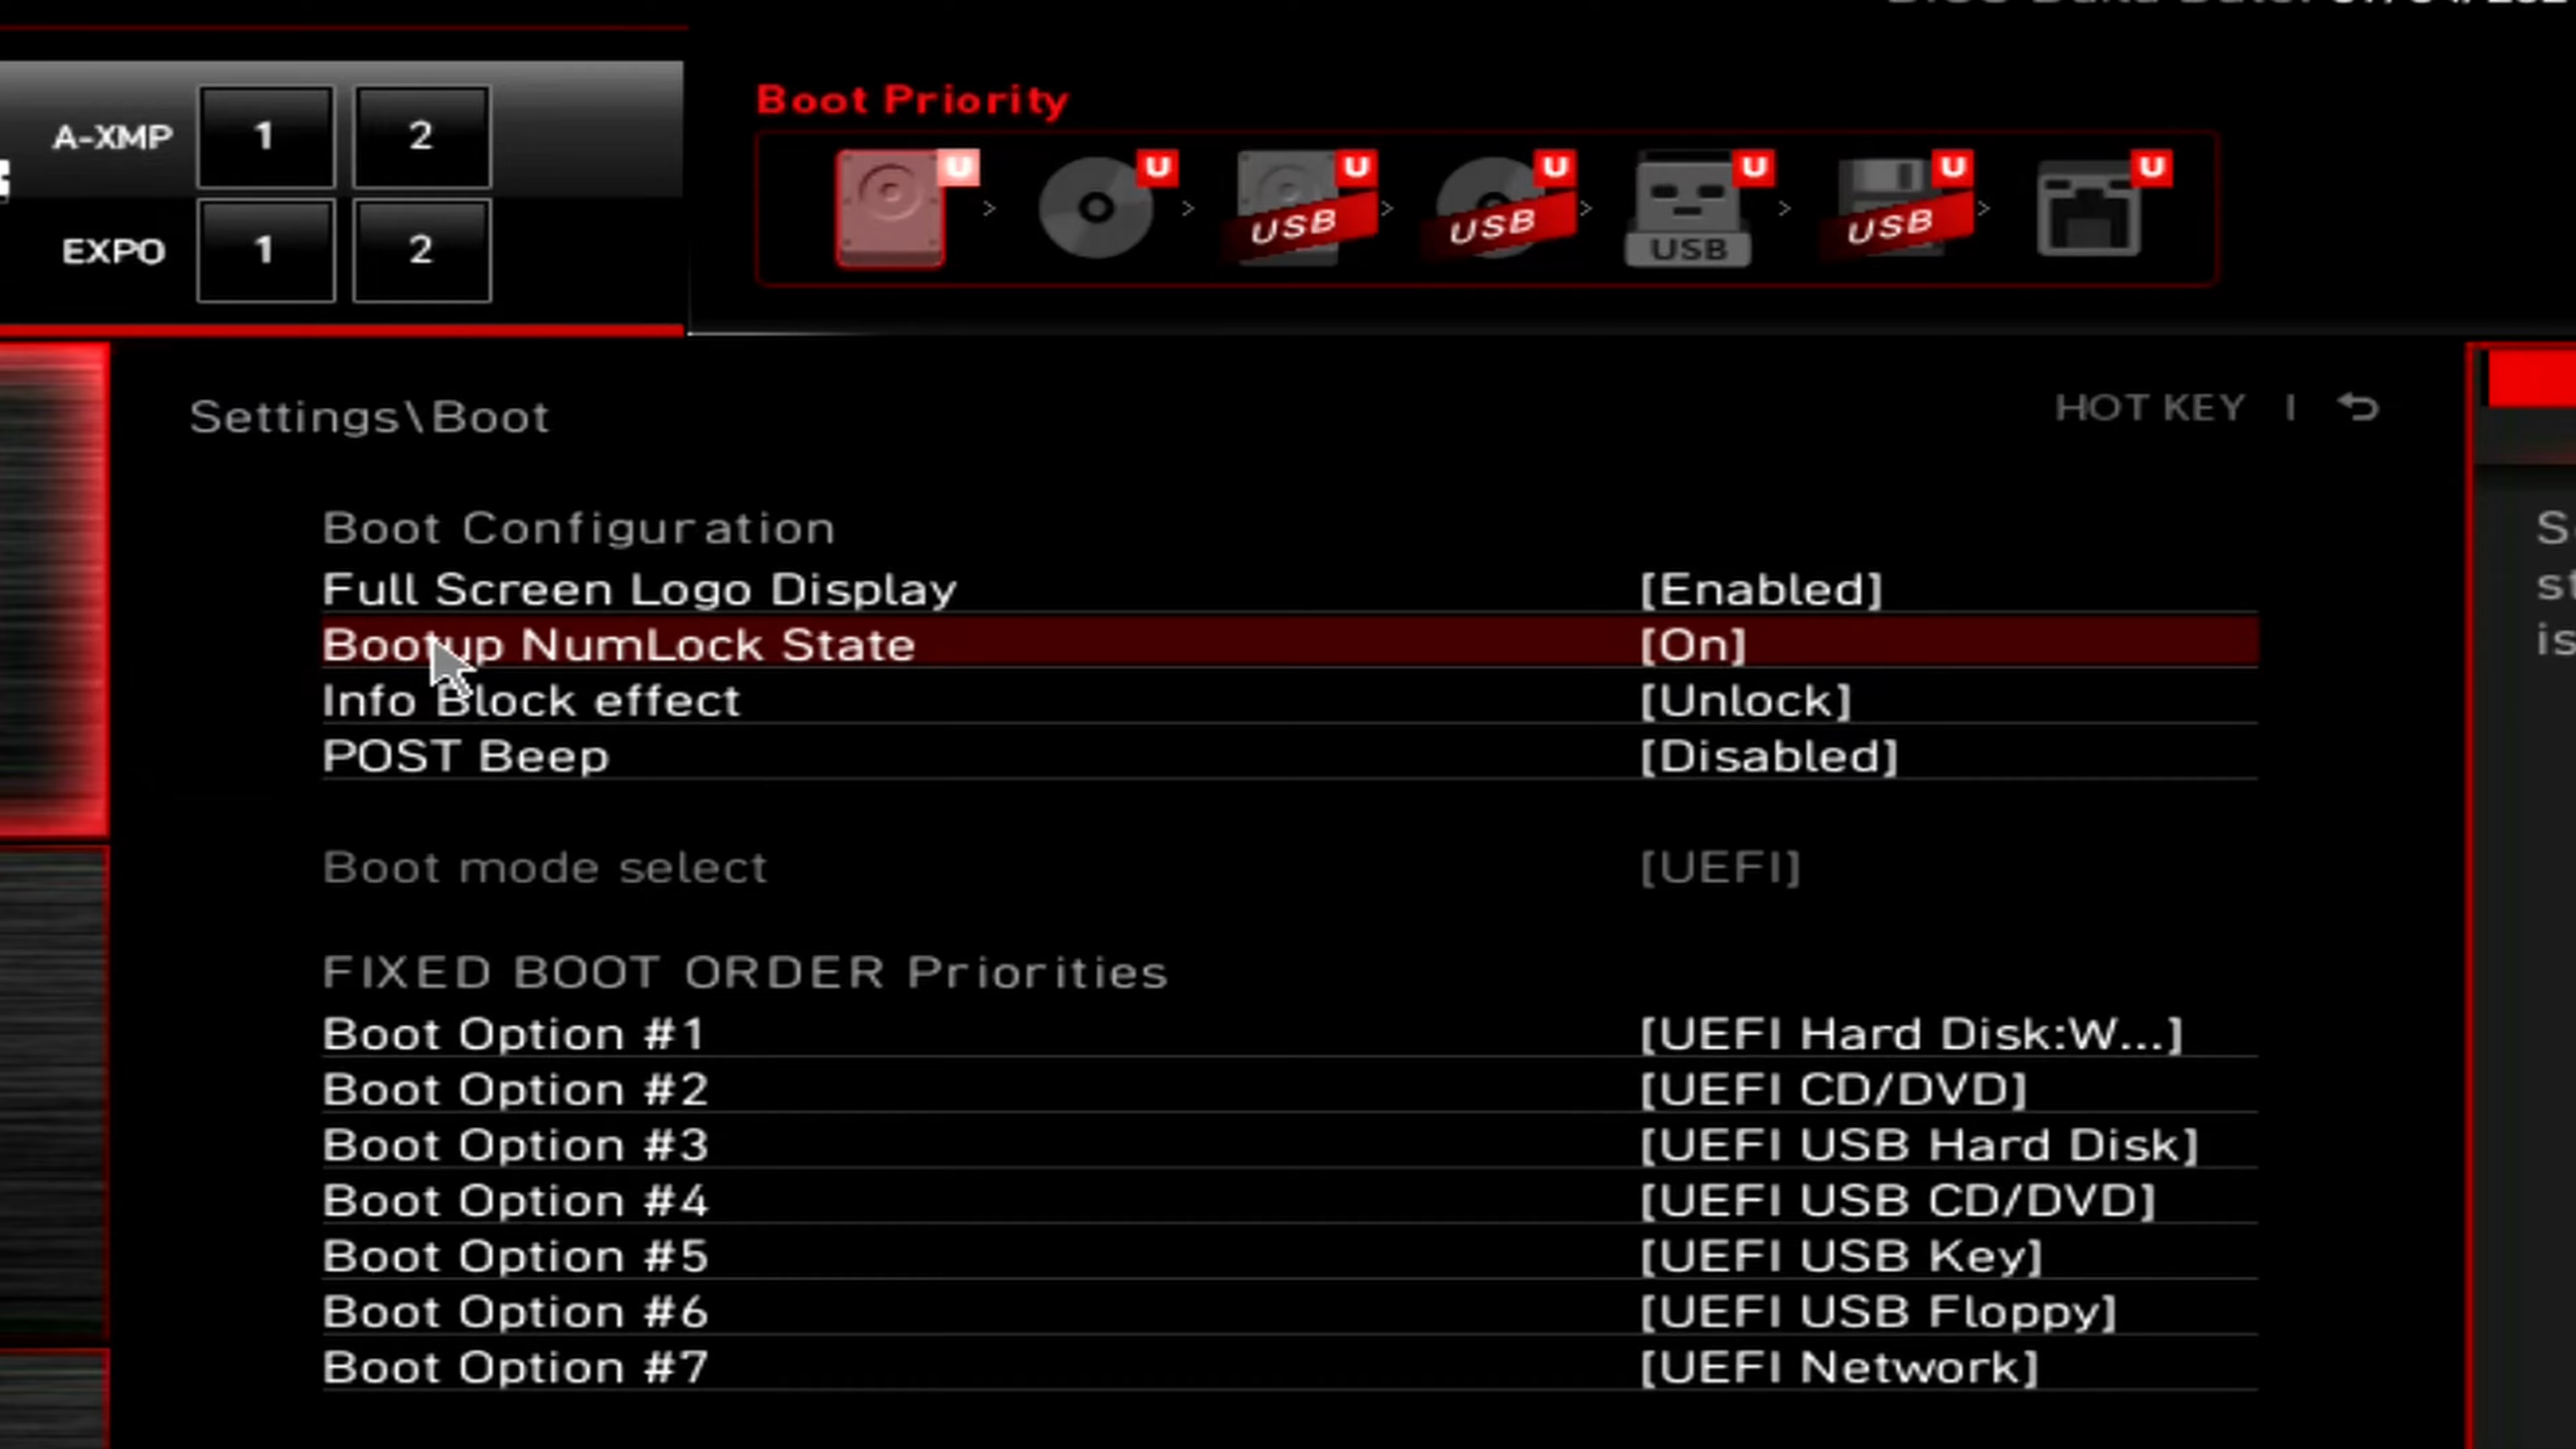 Boot Priority
A-XMP 1 2
EXPO 1 2
U U U U U U U
USB USB USB USB
Settings\Boot
HOT KEY |
Boot Configuration
Full Screen Logo Display [Enabled]
Bootup NumLock State [On]
Info Block effect [Unlock]
POST Beep [Disabled]
Boot mode select [UEFI]
FIXED BOOT ORDER Priorities
Boot Option #1 [UEFI Hard Disk:W...]
Boot Option #2 [UEFI CD/DVD]
Boot Option #3 [UEFI USB Hard Disk]
Boot Option #4 [UEFI USB CD/DVD]
Boot Option #5 [UEFI USB Key]
Boot Option #6 [UEFI USB Floppy]
Boot Option #7 [UEFI Network]